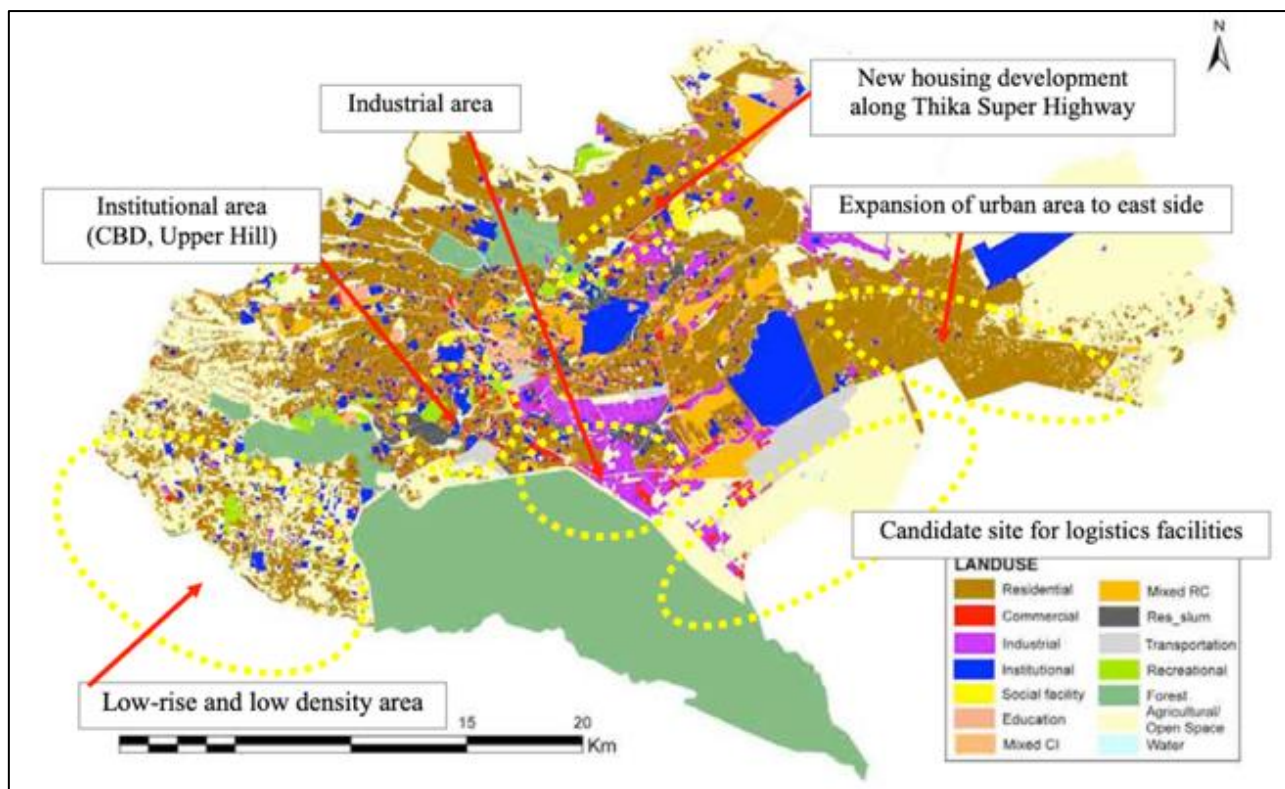 N
New housing development
along Thika Super Highway
Industrial area
Institutional area
(CBD, Upper Hill)
Expansion of urban area to east side
Candidate site for logistics facilities
Low-rise and low density area
15
20
Km
LANDUSE
Residential
Commercial
Industrial
Institutional
Social facility
Education
Mixed CI
Mixed RC
Res_slum
Transportation
Recreational
Forest
Agricultural/
Open Space
Water